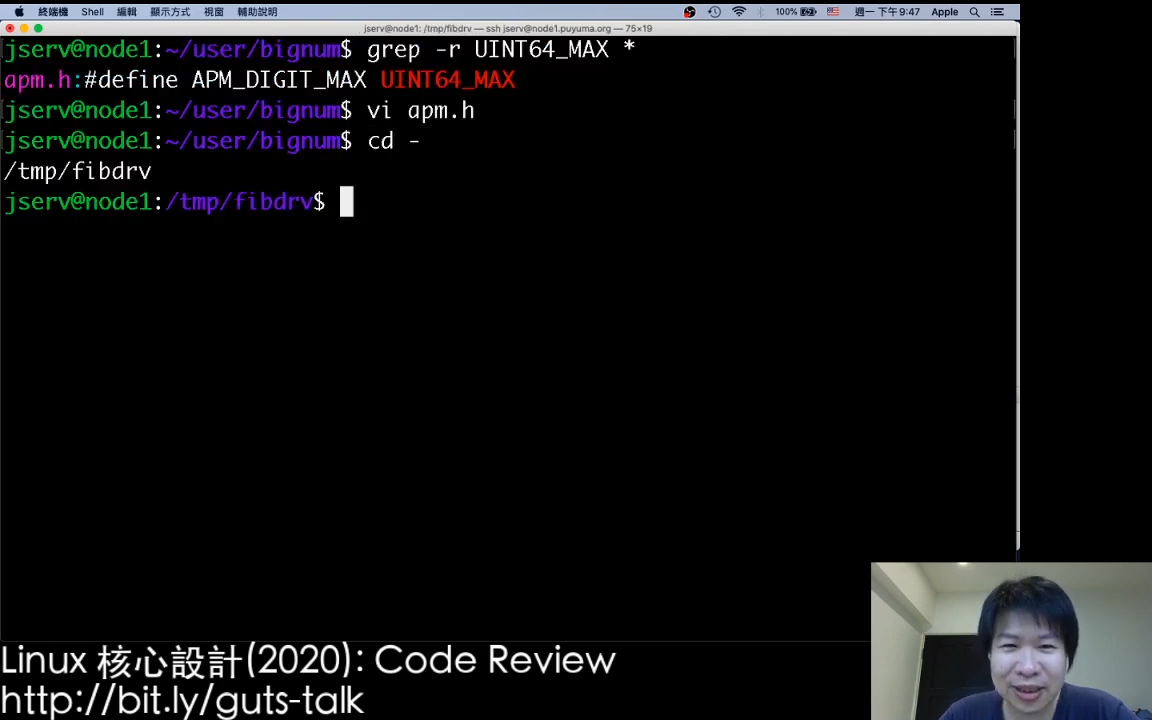 終端機 Shell 編輯 顯示方式 視窗 輔助說明 100% 週一 下午9:47 Apple
jserv@node1: /tmp/fibdrv — ssh jserv@node1.puyuma.org — 75×19
jserv@node1:~/user/bignum$ grep -r UINT64_MAX *
apm.h:#define APM_DIGIT_MAX UINT64_MAX
jserv@node1:~/user/bignum$ vi apm.h
jserv@node1:~/user/bignum$ cd -
/tmp/fibdrv
jserv@node1:/tmp/fibdrv$
Linux 核心設計(2020): Code Review
http://bit.ly/guts-talk